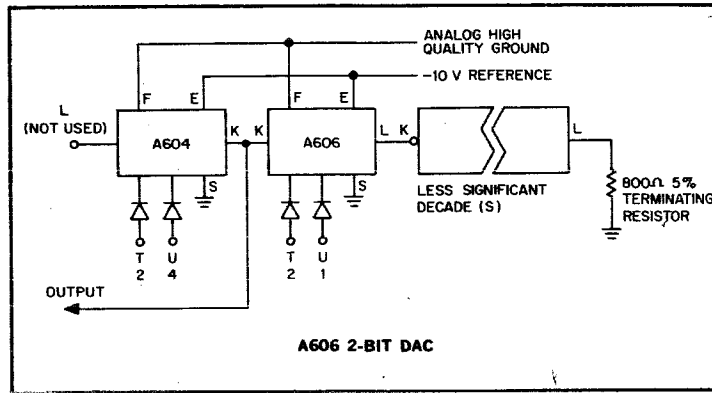 ANALOG HIGH
QUALITY GROUND
-10 V REFERENCE
F E F E
L
(NOT USED)
A604 K K A606 L K L
S S
LESS SIGNIFICANT
DECADE (S)
800Ω 5%
TERMINATING
RESISTOR
T U T U
2 4 2 1
OUTPUT
A606 2-BIT DAC